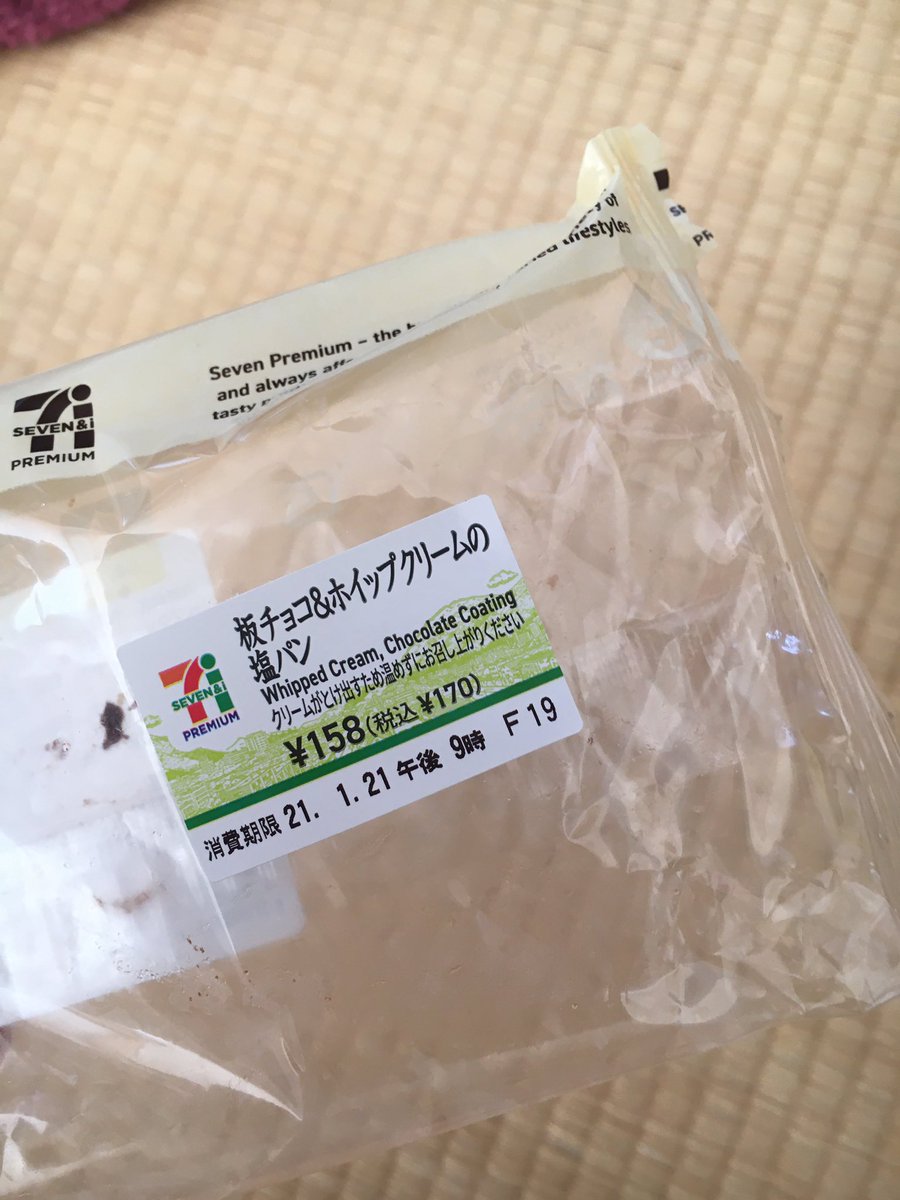 of
lifestyles
Seven Premium – the
and always
tasty
SEVEN&i
PREMIUM
板チョコ&ホイップクリームの
塩パン
Whipped Cream, Chocolate Coating
クリームがとけ出すため温めずにお召し上がりください
SEVEN&i
PREMIUM
¥158(税込¥170)
消費期限 21. 1.21 午後 9時 F19